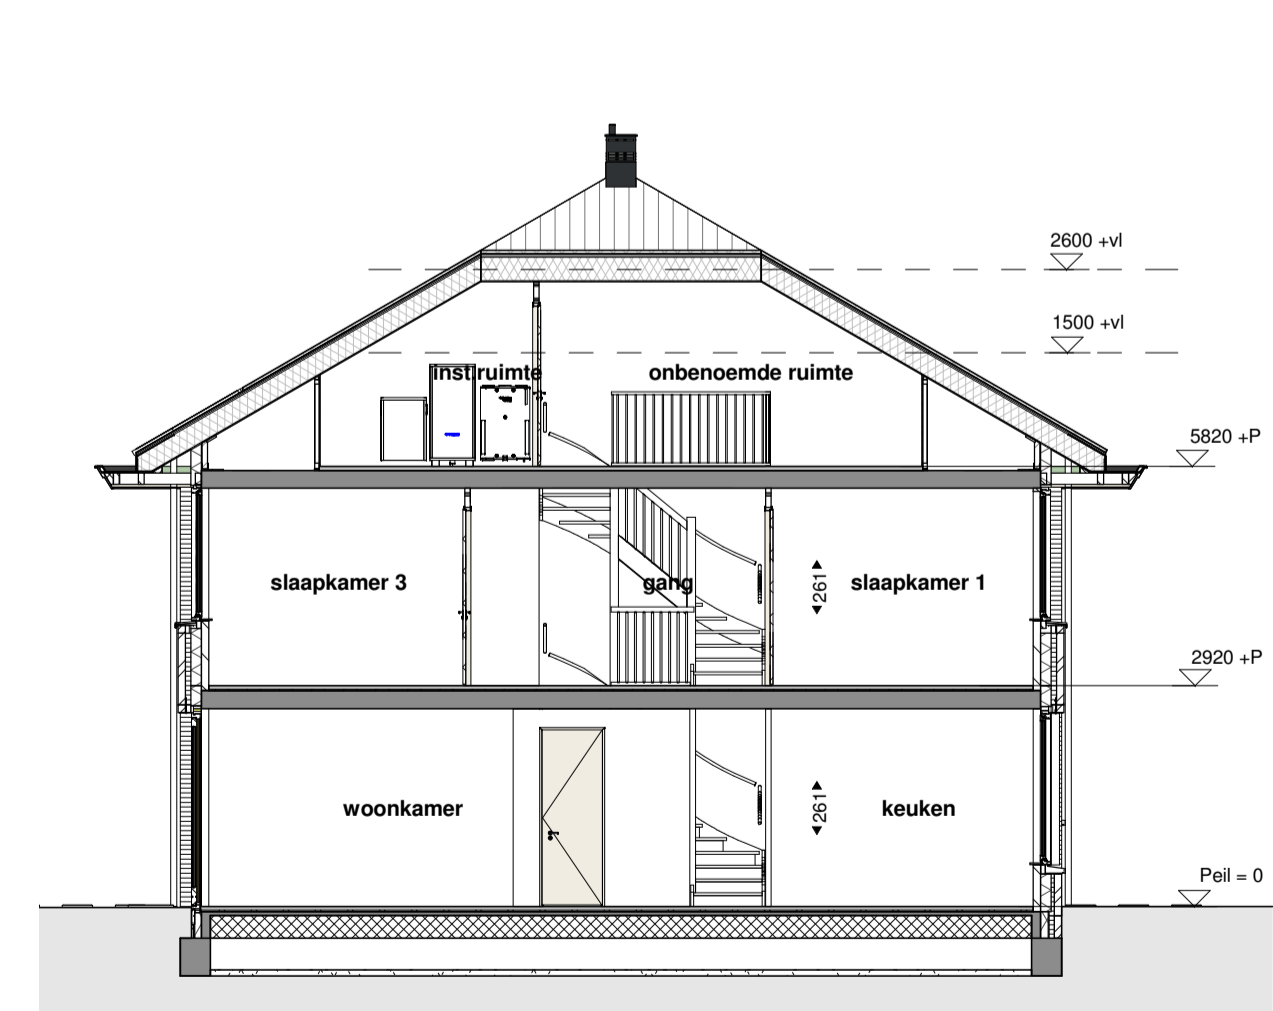 2600 +vl
1500 +vl
inst.ruimte
onbenoemde ruimte
5820 +P
slaapkamer 3
gang
261
slaapkamer 1
2920 +P
woonkamer
261
keuken
Peil = 0